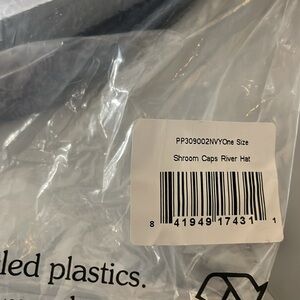 PP309002NVYOne Size
Shroom Caps River Hat
8 41949 17431 1
led plastics.